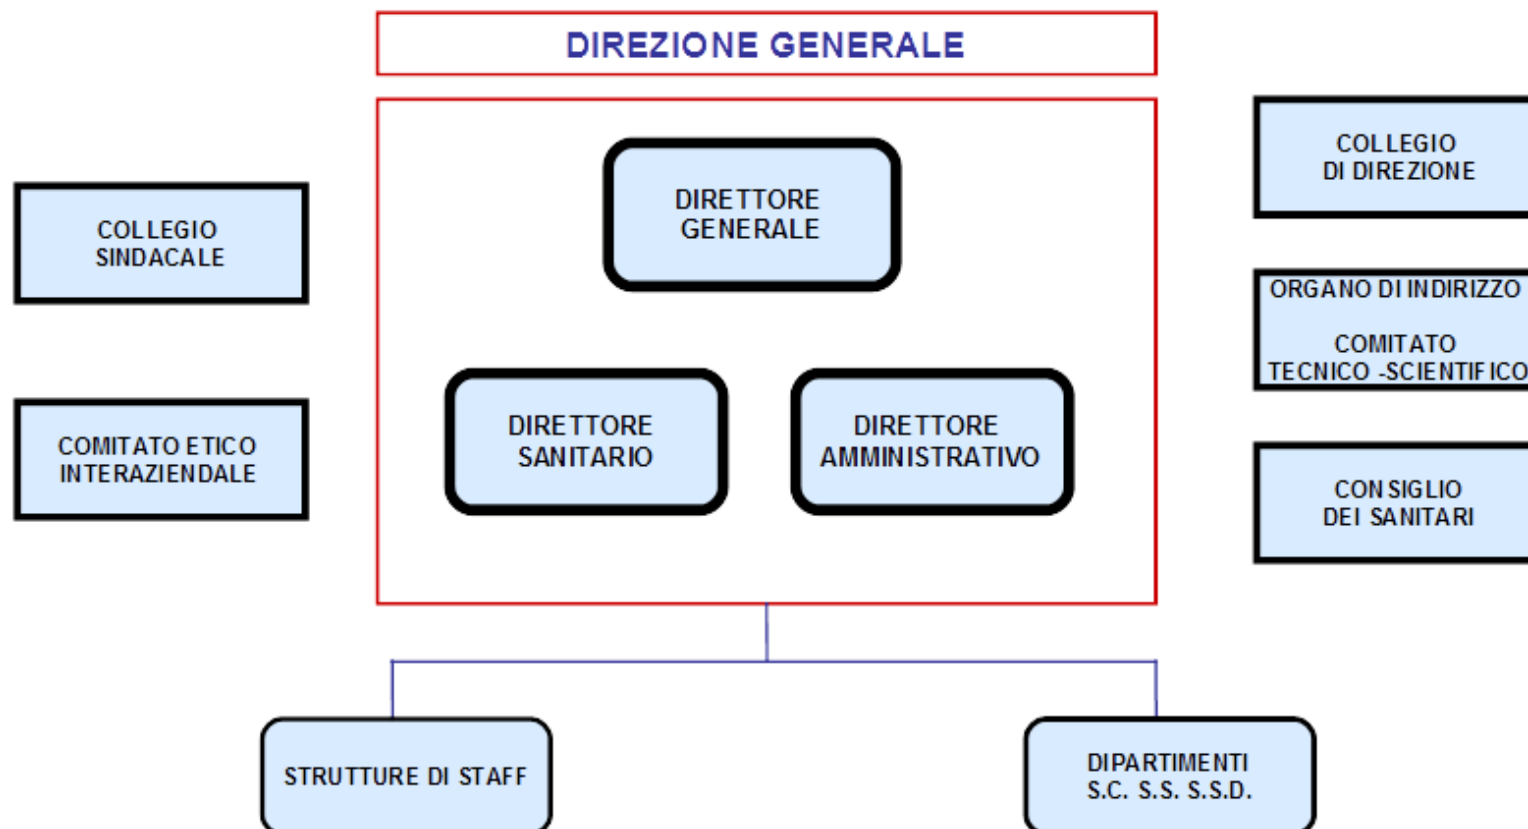 DIREZIONE GENERALE
DIRETTORE
GENERALE
DIRETTORE
SANITARIO
DIRETTORE
AMMINISTRATIVO
COLLEGIO
SINDACALE
COMITATO ETICO
INTERAZIENDALE
COLLEGIO
DI DIREZIONE
ORGANO DI INDIRIZZO
COMITATO
TECNICO -SCIENTIFICO
CONSIGLIO
DEI SANITARI
STRUTTURE DI STAFF
DIPARTIMENTI
S.C. S.S. S.S.D.